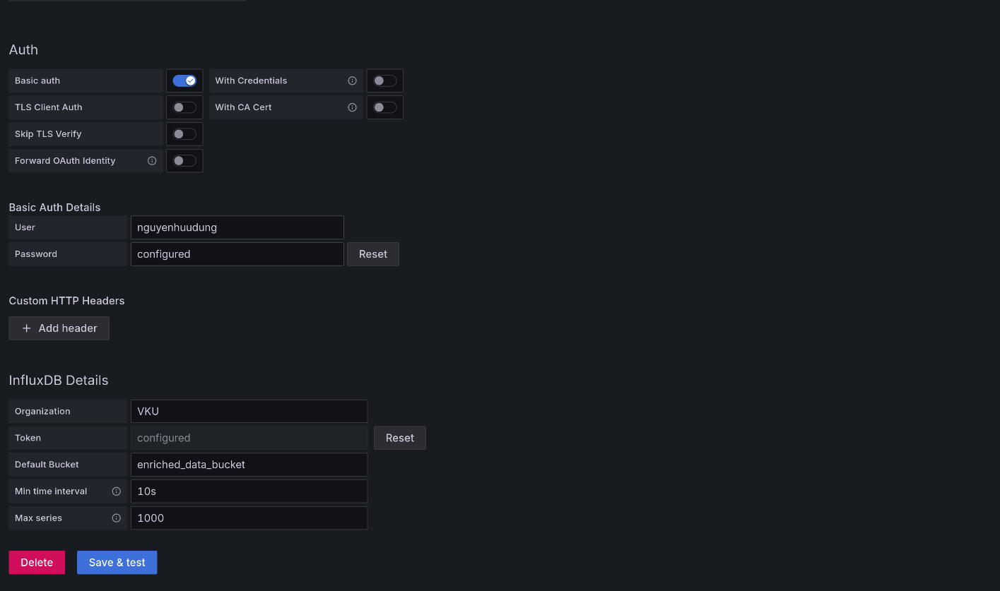 Auth
Basic auth
With Credentials
TLS Client Auth
With CA Cert
Skip TLS Verify
Forward OAuth Identity
Basic Auth Details
User nguyenhuudung
Password configured Reset
Custom HTTP Headers
+ Add header
InfluxDB Details
Organization VKU
Token configured Reset
Default Bucket enriched_data_bucket
Min time interval 10s
Max series 1000
Delete Save & test